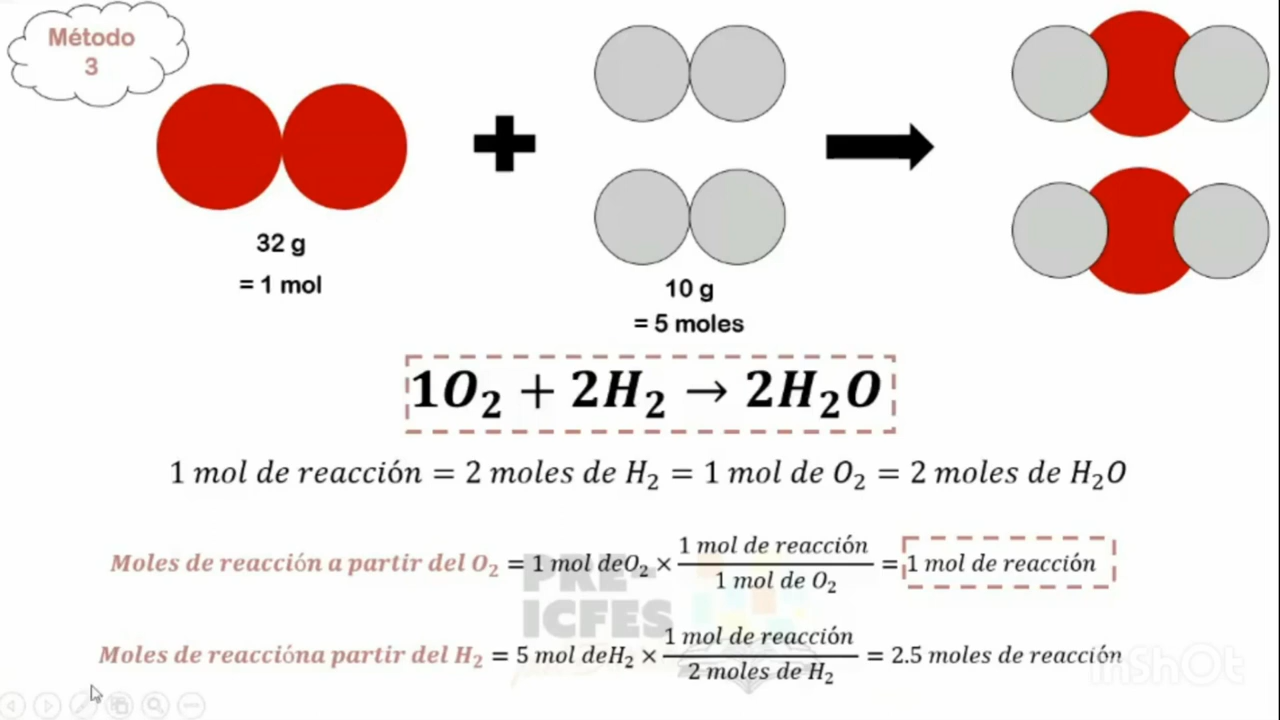 Método
3
32 g
= 1 mol
10 g
= 5 moles
1O₂ + 2H₂ → 2H₂O
1 mol de reacción = 2 moles de H₂ = 1 mol de O₂ = 2 moles de H₂O
Moles de reacción a partir del O₂ = 1 mol deO₂ × 1 mol de reacción / 1 mol de O₂ = 1 mol de reacción
PRE-
ICFES
Moles de reaccióna partir del H₂ = 5 mol deH₂ × 1 mol de reacción / 2 moles de H₂ = 2.5 moles de reacción
InShOt